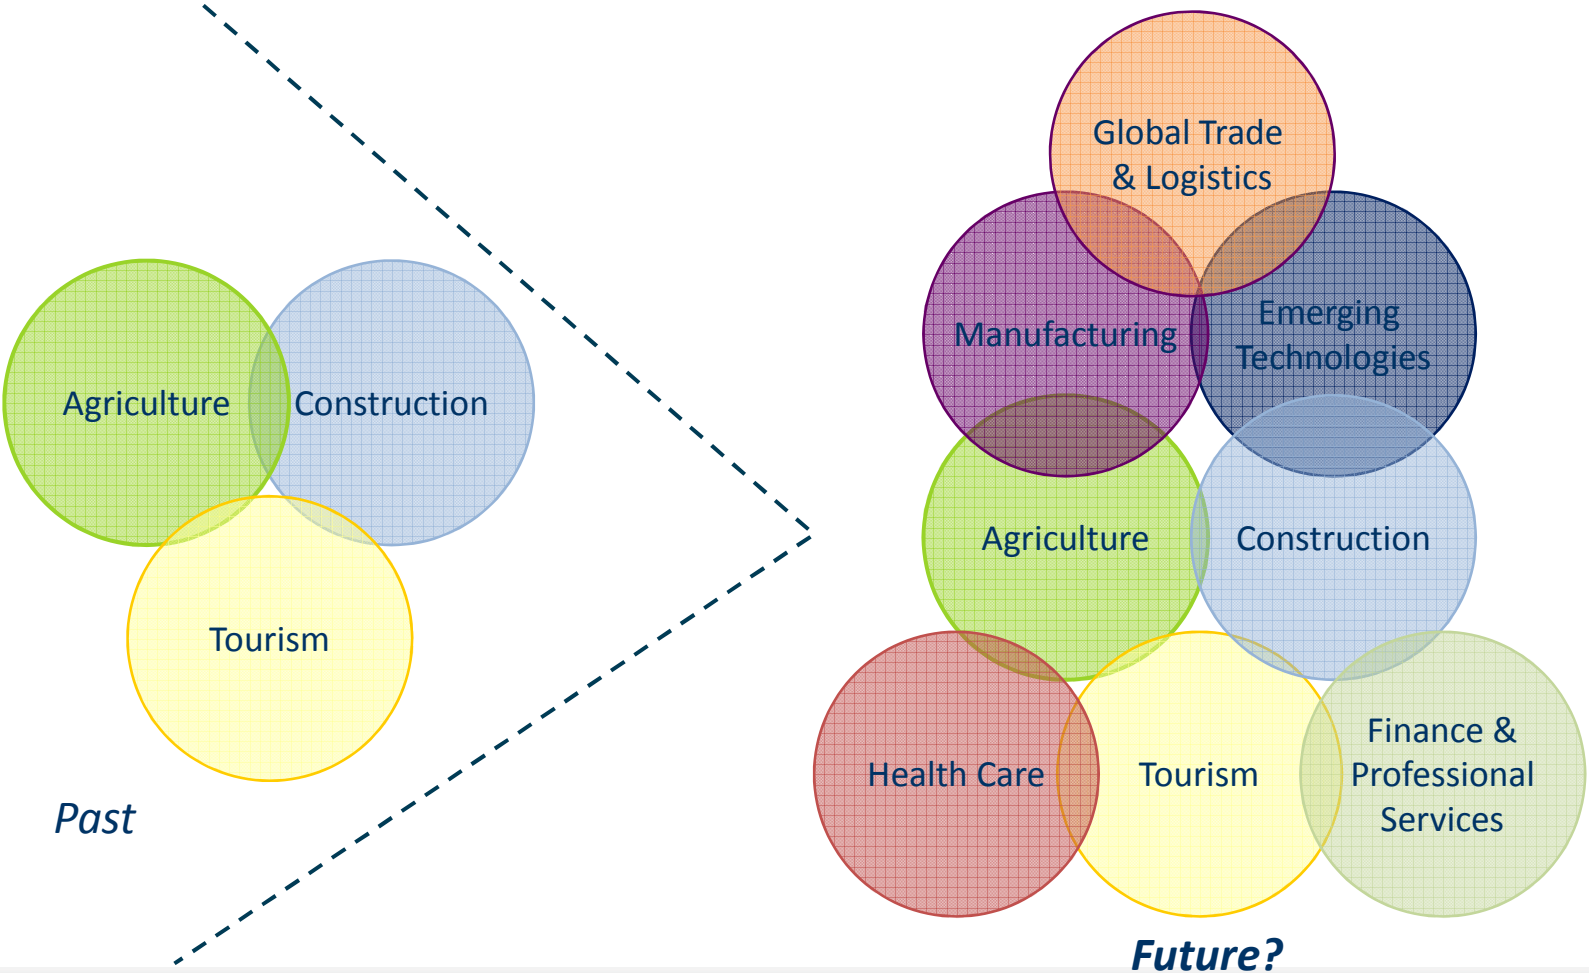 Agriculture
Construction
Tourism
Past
Global Trade
& Logistics
Manufacturing
Emerging
Technologies
Agriculture
Construction
Health Care
Tourism
Finance &
Professional
Services
Future?